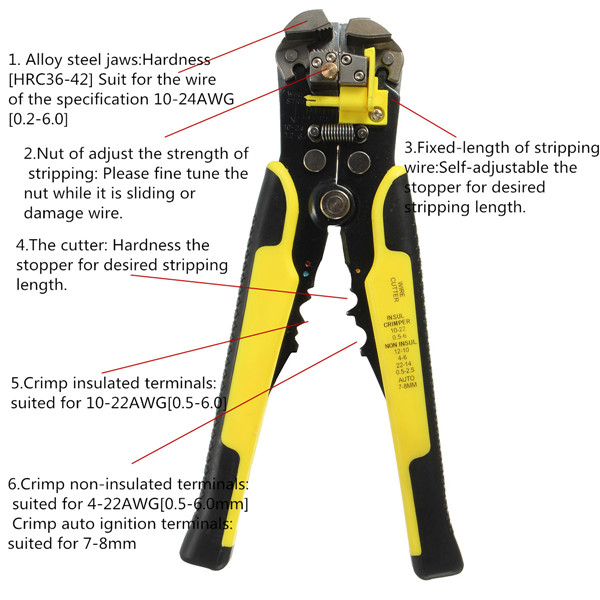 1. Alloy steel jaws:Hardness
[HRC36-42] Suit for the wire
of the specification 10-24AWG
[0.2-6.0]
2.Nut of adjust the strength of
stripping: Please fine tune the
nut while it is sliding or
damage wire.
3.Fixed-length of stripping
wire:Self-adjustable the
stopper for desired
stripping length.
4.The cutter: Hardness the
stopper for desired stripping
length.
WIRE
CUTTER
INSUL
CRIMPER
10-22
0.5-6
NON INSUL
12-10
4-6
22-14
0.5-2.5
AUTO
7-8MM
5.Crimp insulated terminals:
suited for 10-22AWG[0.5-6.0]
6.Crimp non-insulated terminals:
suited for 4-22AWG[0.5-6.0mm]
Crimp auto ignition terminals:
suited for 7-8mm